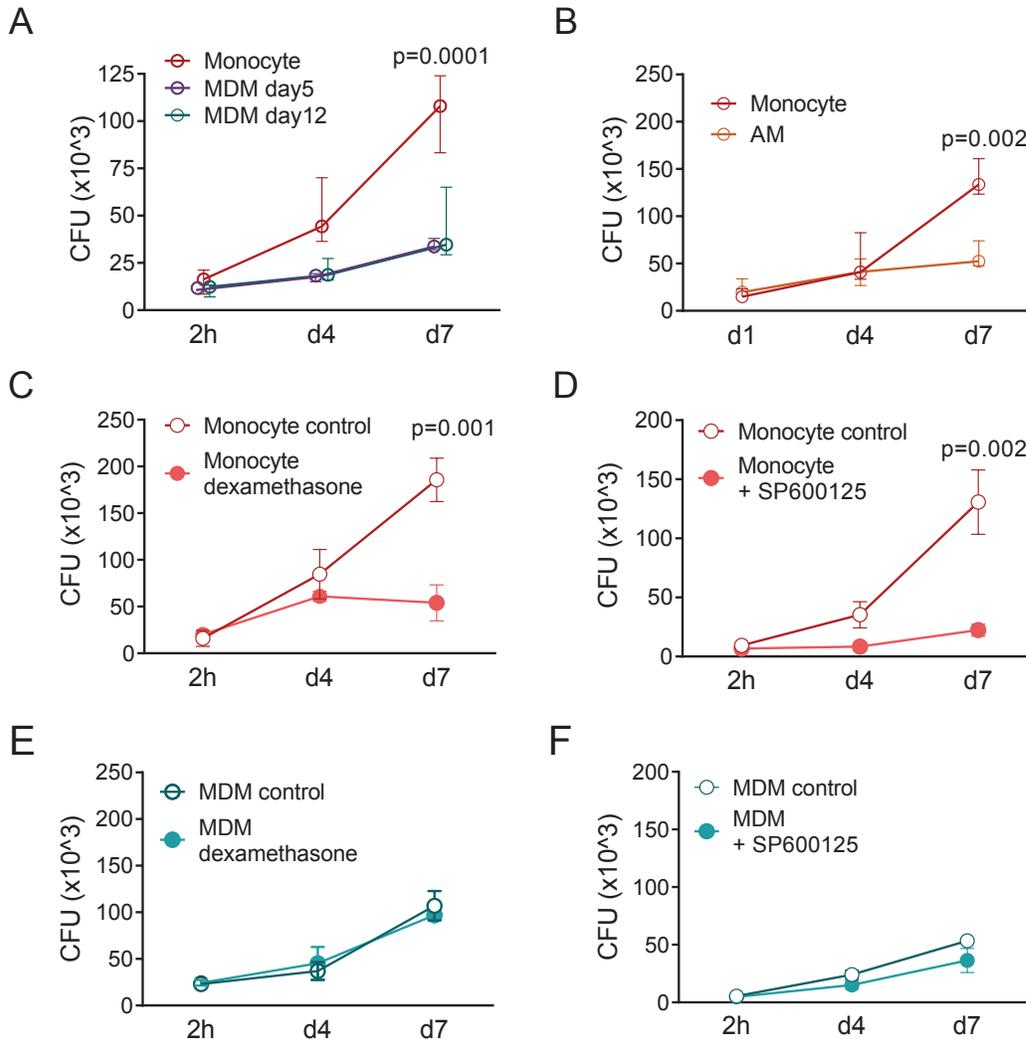 A
Monocyte
MDM day5
MDM day12
p=0.0001
CFU (x10^3)
125
100
75
50
25
0
2h d4 d7
B
Monocyte
AM
p=0.002
CFU (x10^3)
250
200
150
100
50
0
d1 d4 d7
C
Monocyte control
Monocyte
dexamethasone
p=0.001
CFU (x10^3)
250
200
150
100
50
0
2h d4 d7
D
Monocyte control
Monocyte
+ SP600125
p=0.002
CFU (x10^3)
200
150
100
50
0
2h d4 d7
E
MDM control
MDM
dexamethasone
CFU (x10^3)
250
200
150
100
50
0
2h d4 d7
F
MDM control
MDM
+ SP600125
CFU (x10^3)
200
150
100
50
0
2h d4 d7